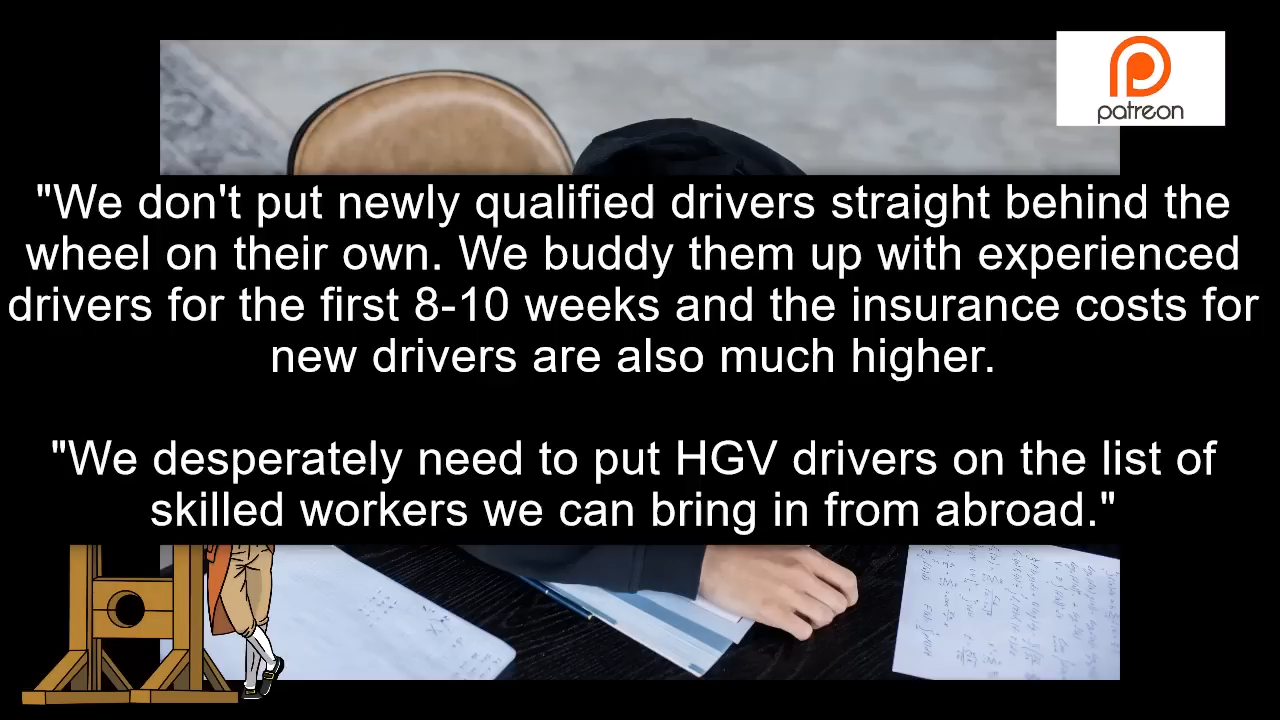 patreon
"We don't put newly qualified drivers straight behind the
wheel on their own. We buddy them up with experienced
drivers for the first 8-10 weeks and the insurance costs for
new drivers are also much higher.
"We desperately need to put HGV drivers on the list of
skilled workers we can bring in from abroad."